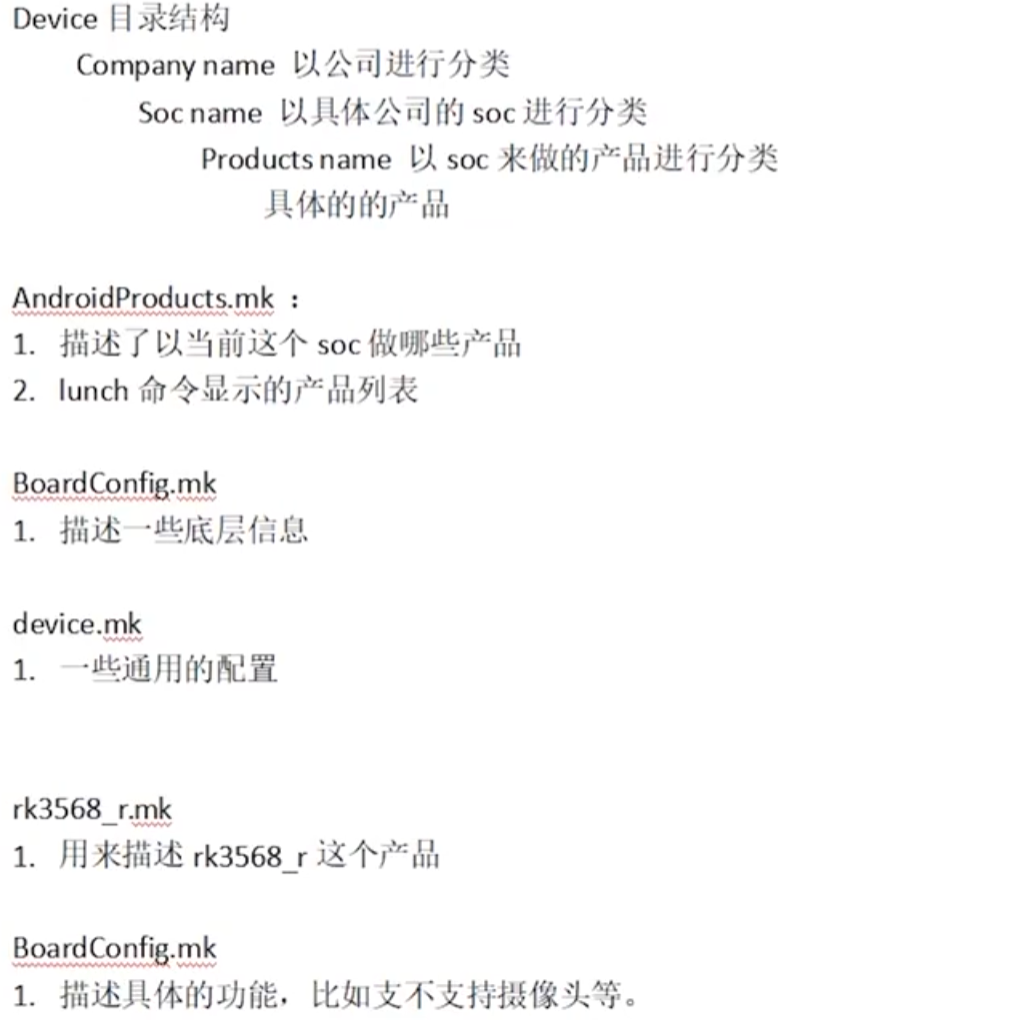 Device 目录结构
Company name 以公司进行分类
Soc name 以具体公司的 soc 进行分类
Products name 以 soc 来做的产品进行分类
具体的的产品
AndroidProducts.mk ：
1. 描述了以当前这个 soc 做哪些产品
2. lunch 命令显示的产品列表
BoardConfig.mk
1. 描述一些底层信息
device.mk
1. 一些通用的配置
rk3568_r.mk
1. 用来描述 rk3568_r 这个产品
BoardConfig.mk
1. 描述具体的功能，比如支不支持摄像头等。